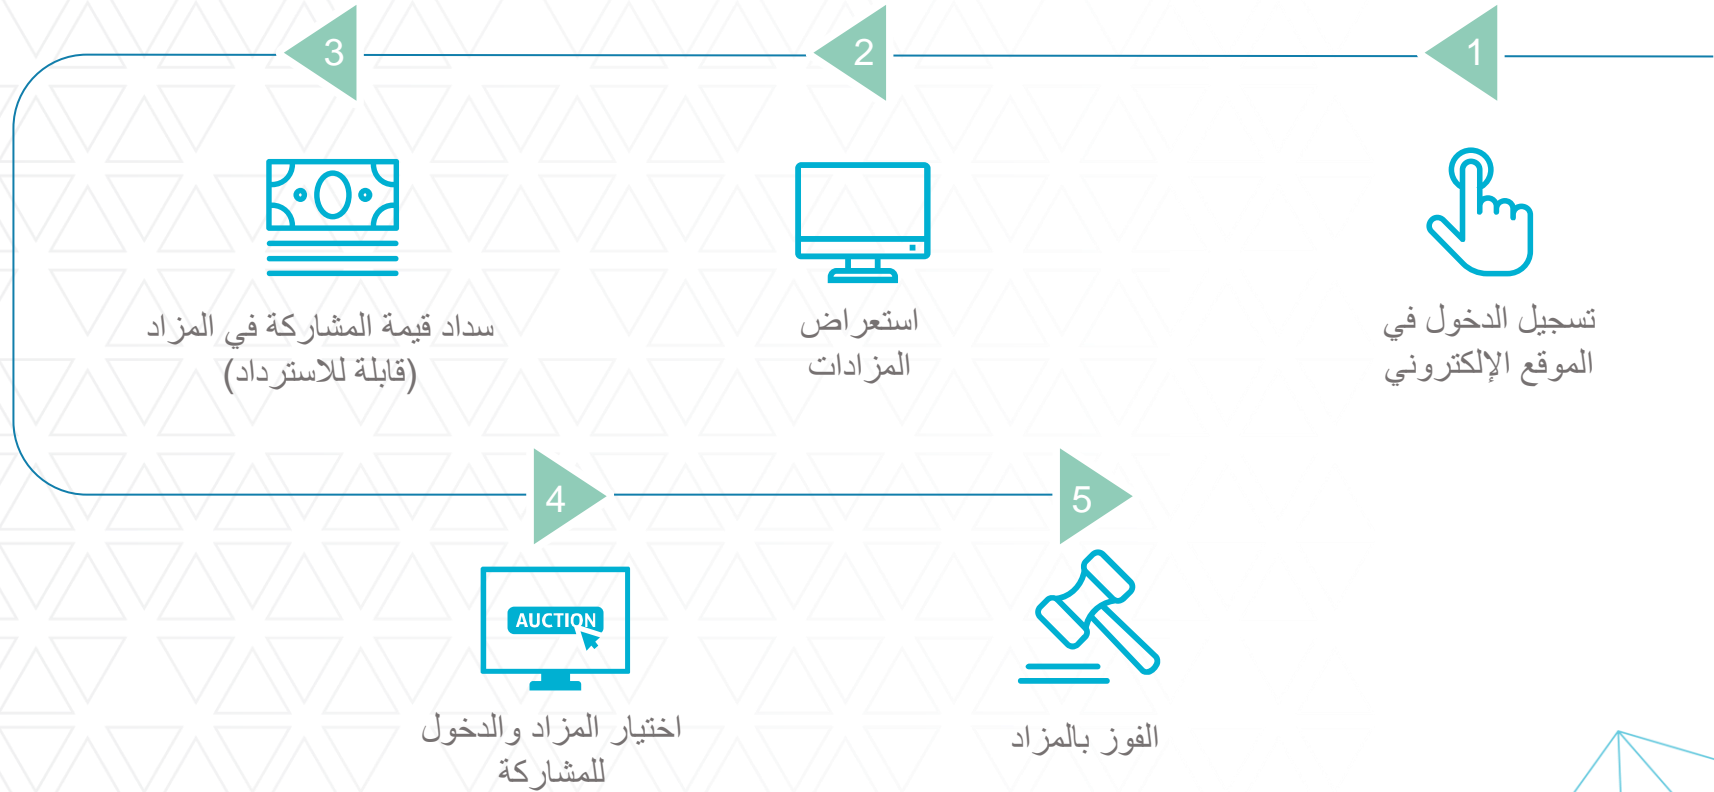 1
تسجيل الدخول في
الموقع الإلكتروني
2
استعراض
المزادات
3
سداد قيمة المشاركة في المزاد
(قابلة للاسترداد)
4
AUCTION
اختيار المزاد والدخول
للمشاركة
5
الفوز بالمزاد